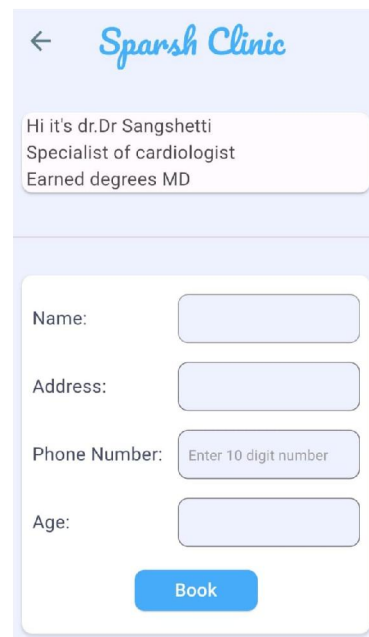 Sparsh Clinic
Hi it's dr.Dr Sangshetti
Specialist of cardiologist
Earned degrees MD
Name:
Address:
Phone Number: Enter 10 digit number
Age:
Book